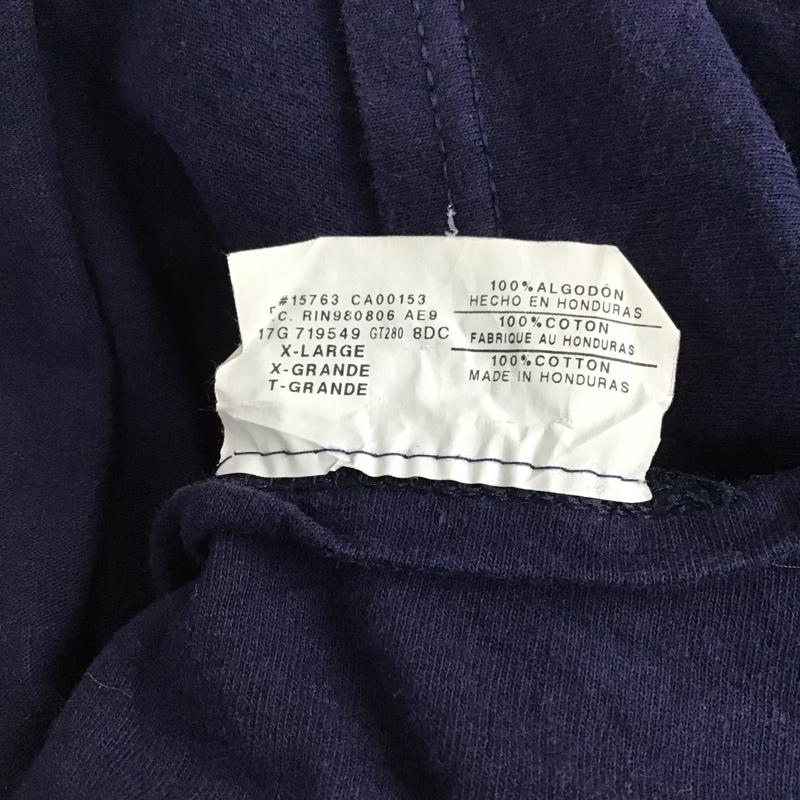 #15763 CA00153
.C. RIN980806 AE9
17G 719549 GT280 8DC
X-LARGE
X-GRANDE
T-GRANDE
100% ALGODÓN
HECHO EN HONDURAS
100% COTON
FABRIQUÉ AU HONDURAS
100% COTTON
MADE IN HONDURAS